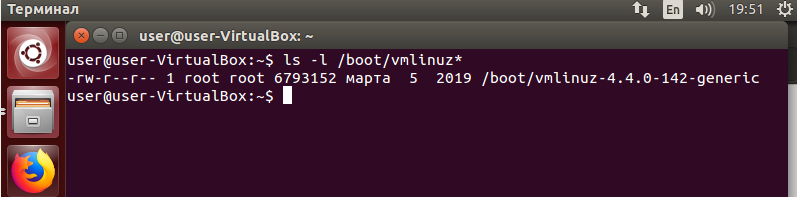 Терминал En 19:51
user@user-VirtualBox: ~
user@user-VirtualBox:~$ ls -l /boot/vmlinuz*
-rw-r--r-- 1 root root 6793152 марта  5  2019 /boot/vmlinuz-4.4.0-142-generic
user@user-VirtualBox:~$